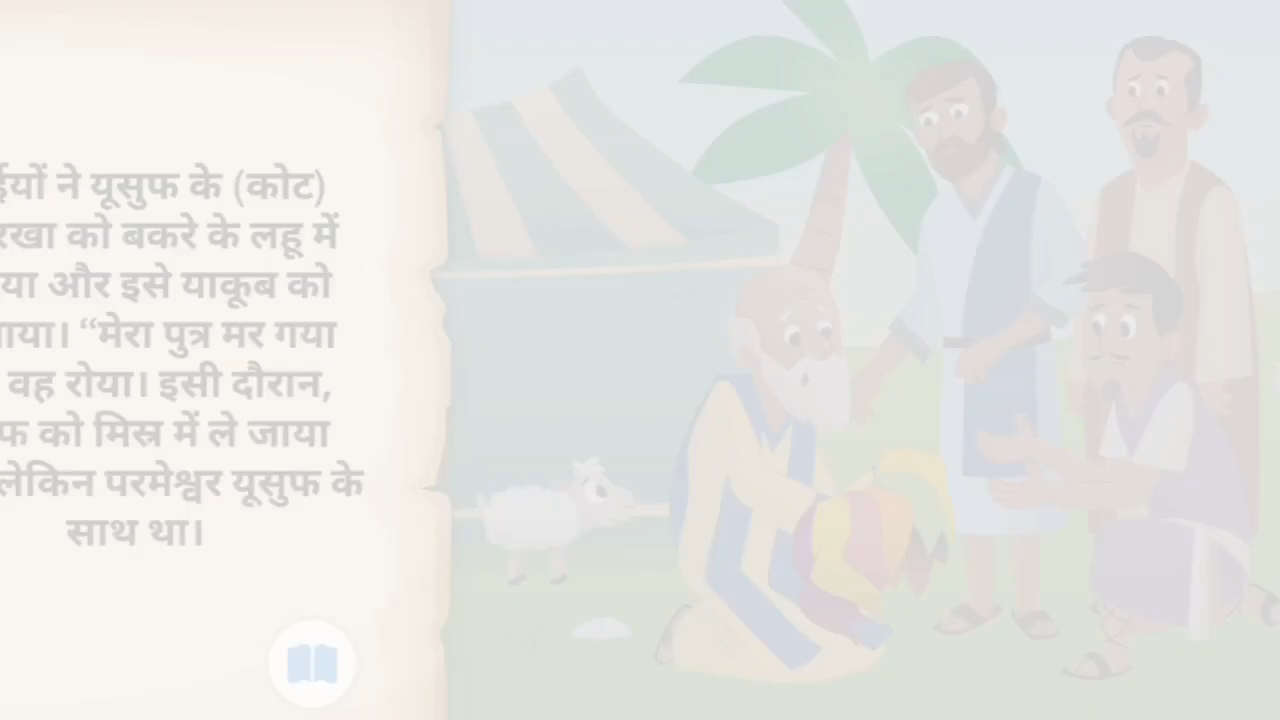 ने यूसुफ के (कोट)
को बकरे के लहू में
और इसे याकूब को
“मेरा पुत्र मर गया
वह रोया। इसी दौरान,
को मिस्र में ले जाया
लेकिन परमेश्वर यूसुफ के
साथ था।